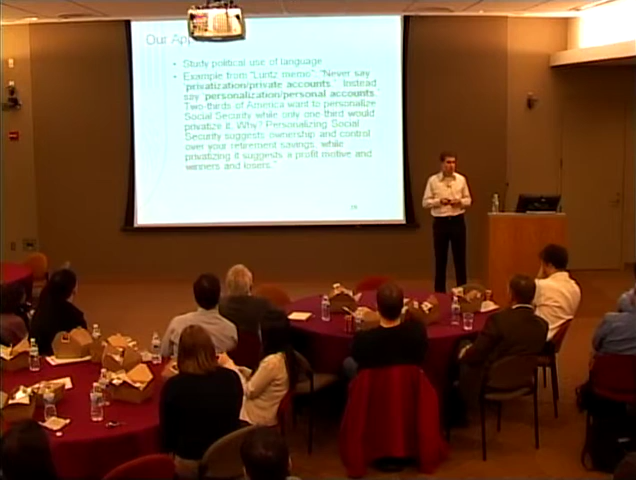 Our Ap
• Study political use of language
• Example from "Luntz memo": "Never say
'privatization/private accounts.' Instead
say 'personalization/personal accounts.'
Two-thirds of America want to personalize
Social Security while only one third would
privatize it. Why? Personalizing Social
Security suggests ownership and control
over your retirement savings, while
privatizing it suggests a profit motive and
winners and losers."